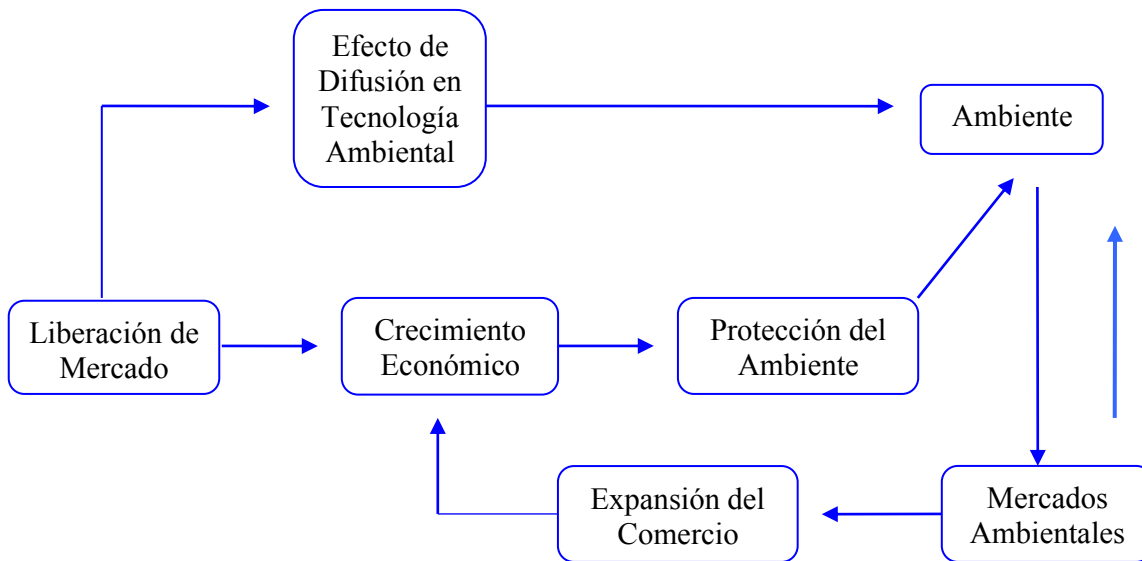 Efecto de
Difusión en
Tecnología
Ambiental
Ambiente
Liberación de
Mercado
Crecimiento
Económico
Protección del
Ambiente
Expansión del
Comercio
Mercados
Ambientales